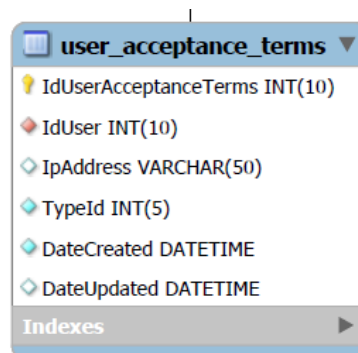 user_acceptance_terms
IdUserAcceptanceTerms INT(10)
IdUser INT(10)
IpAddress VARCHAR(50)
TypeId INT(5)
DateCreated DATETIME
DateUpdated DATETIME
Indexes